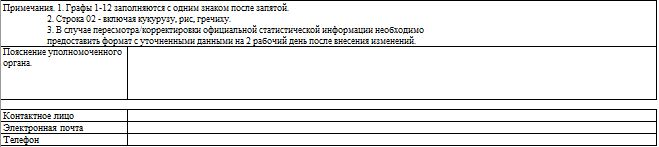 Примечания. 1. Графы 1-12 заполняются с одним знаком после запятой.
2. Строка 02 - включая кукурузу, рис, гречиху.
3. В случае пересмотра/корректировки официальной статистической информации необходимо
предоставить формат с уточненными данными на 2 рабочий день после внесения изменений.
Пояснение уполномоченного
органа.
Контактное лицо
Электронная почта
Телефон